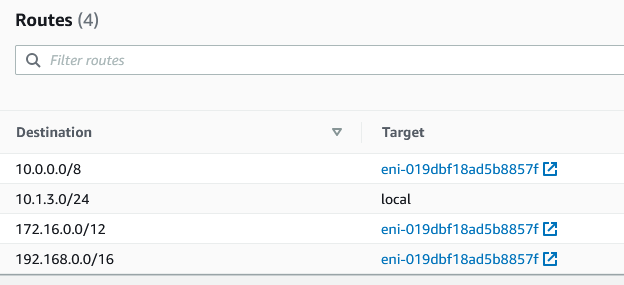 Routes (4)
Filter routes
Destination Target
10.0.0.0/8 eni-019dbf18ad5b8857f
10.1.3.0/24 local
172.16.0.0/12 eni-019dbf18ad5b8857f
192.168.0.0/16 eni-019dbf18ad5b8857f